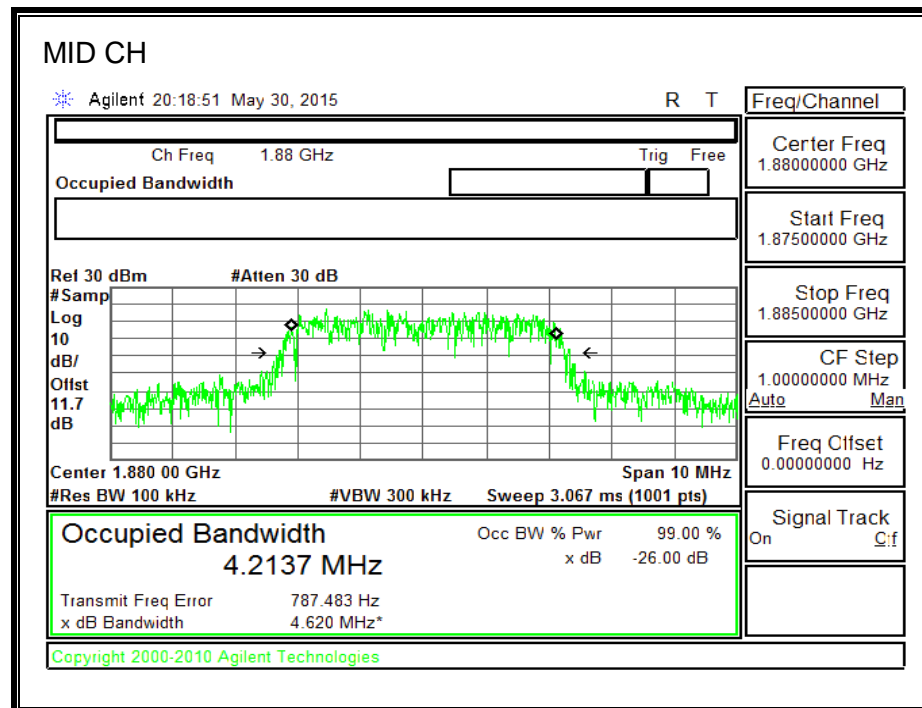 MID CH
Agilent 20:18:51 May 30, 2015 R T
Freq/Channel
Ch Freq 1.88 GHz Trig Free
Occupied Bandwidth
Center Freq
1.88000000 GHz
Start Freq
1.87500000 GHz
Stop Freq
1.88500000 GHz
CF Step
1.00000000 MHz
Auto Man
Freq Offset
0.00000000 Hz
Signal Track
On Off
Ref 30 dBm #Atten 30 dB
#Samp
Log
10
dB/
Offst
11.7
dB
Center 1.880 00 GHz Span 10 MHz
#Res BW 100 kHz #VBW 300 kHz Sweep 3.067 ms (1001 pts)
Occupied Bandwidth
4.2137 MHz
Occ BW % Pwr 99.00 %
x dB -26.00 dB
Transmit Freq Error 787.483 Hz
x dB Bandwidth 4.620 MHz*
Copyright 2000-2010 Agilent Technologies